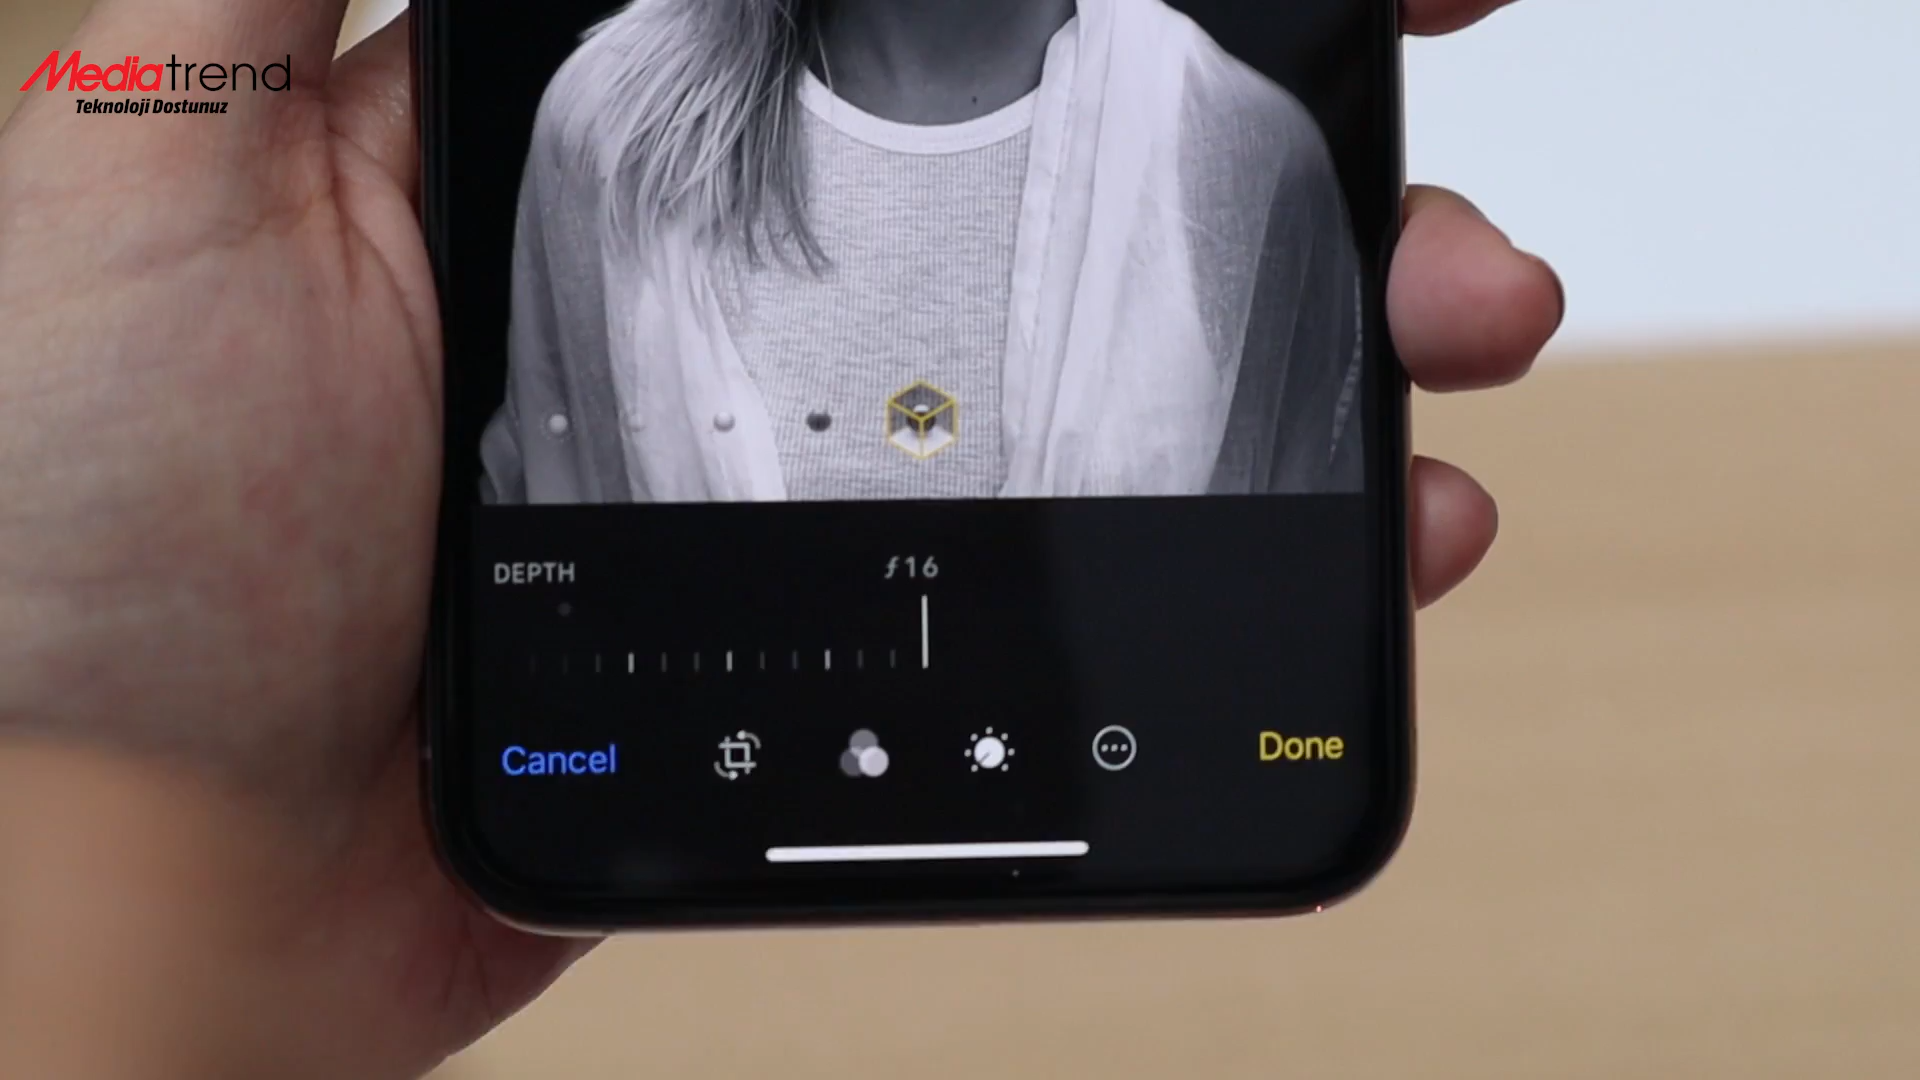 Mediatrend
Teknoloji Dostunuz
DEPTH
ƒ16
Cancel
Done